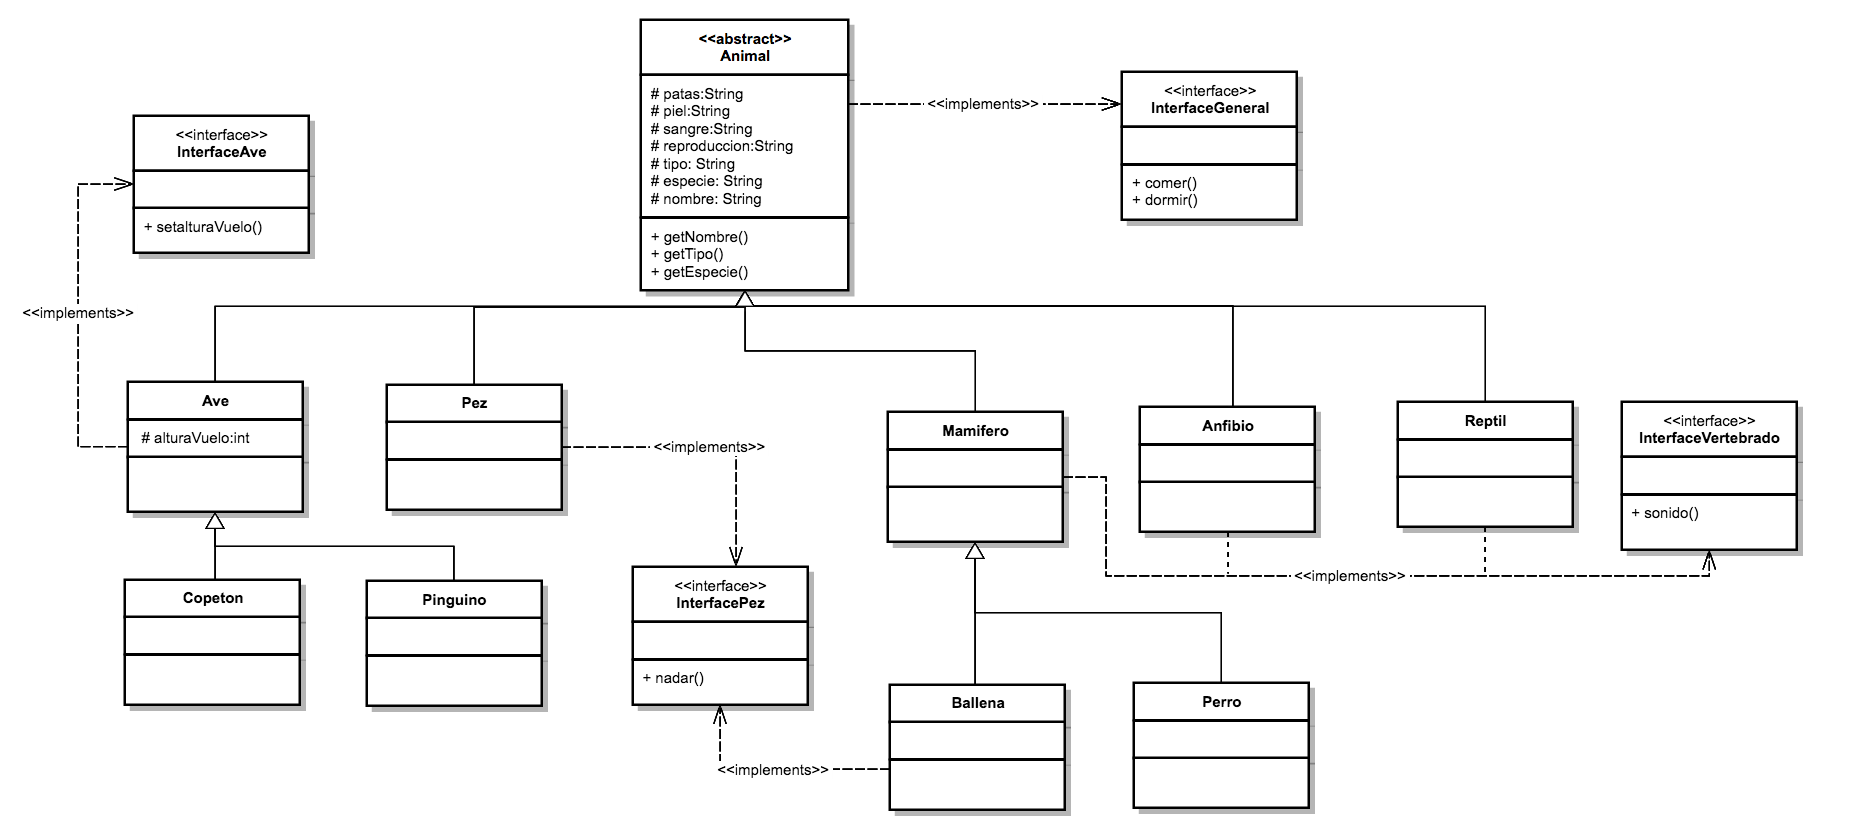 <<abstract>>
Animal
# patas:String
# piel:String
# sangre:String
# reproduccion:String
# tipo: String
# especie: String
# nombre: String
+ getNombre()
+ getTipo()
+ getEspecie()
<<implements>>
<<interface>>
InterfaceGeneral
+ comer()
+ dormir()
<<interface>>
InterfaceAve
+ setalturaVuelo()
<<implements>>
Ave
# alturaVuelo:int
Pez
<<implements>>
Mamifero
Anfibio
Reptil
<<interface>>
InterfaceVertebrado
+ sonido()
<<implements>>
Copeton
Pinguino
<<interface>>
InterfacePez
+ nadar()
<<implements>>
Ballena
Perro